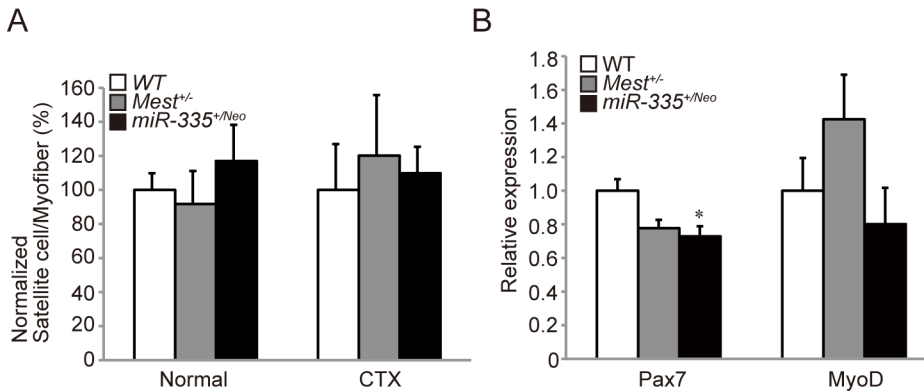 A
Normalized
Satellite cell/Myofiber (%)
160
140
120
100
80
60
40
20
0
WT
Mest+/-
miR-335+/Neo
Normal
CTX
B
Relative expression
1.8
1.6
1.4
1.2
1.0
0.8
0.6
0.4
0.2
0
WT
Mest+/-
miR-335+/Neo
*
Pax7
MyoD